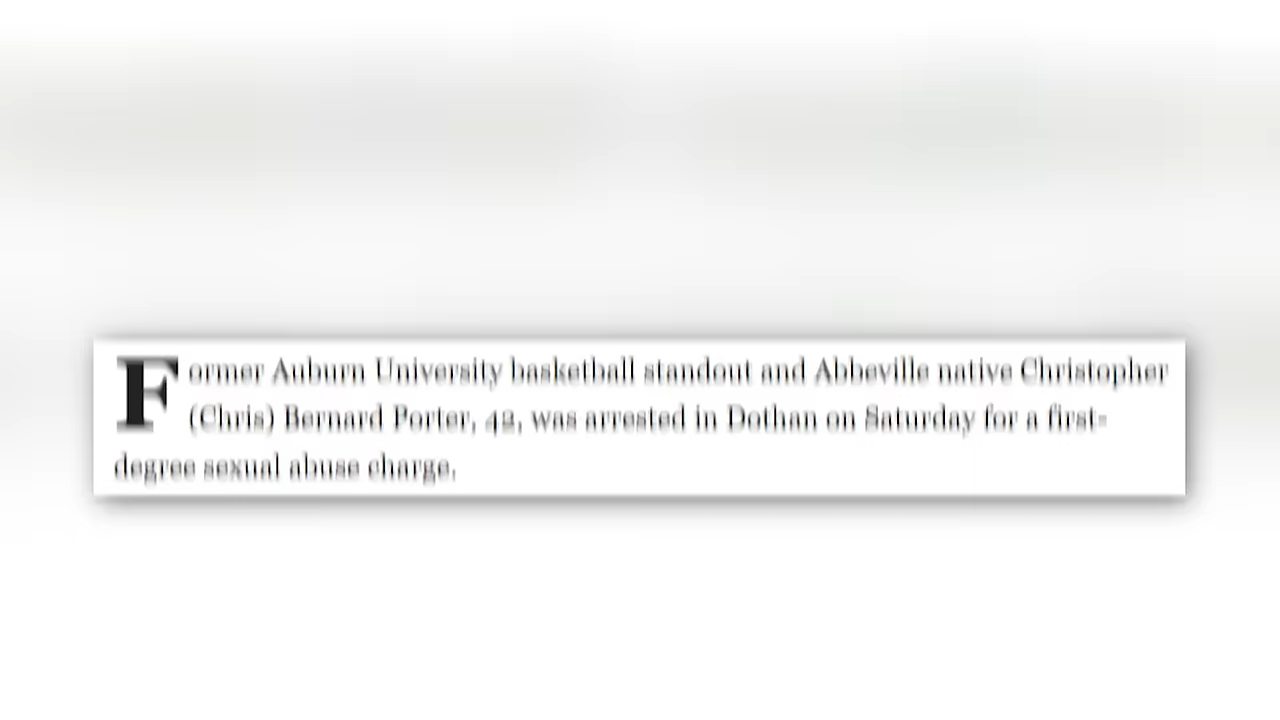 Former Auburn University basketball standout and Abbeville native Christopher
(Chris) Bernard Porter, 42, was arrested in Dothan on Saturday for a first-
degree sexual abuse charge.